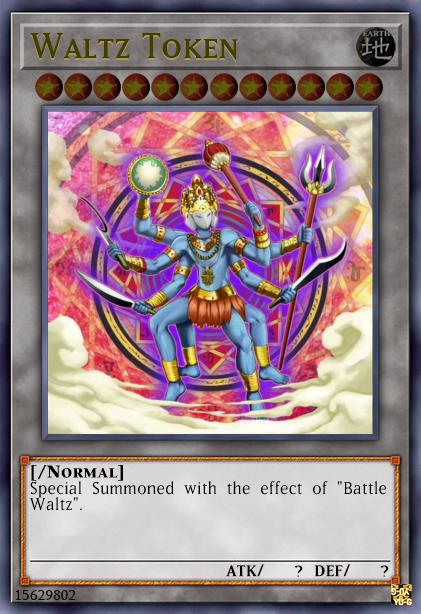 Waltz Token
EARTH
地
[/Normal]
Special Summoned with the effect of "Battle
Waltz".
ATK/ ? DEF/ ?
15629802